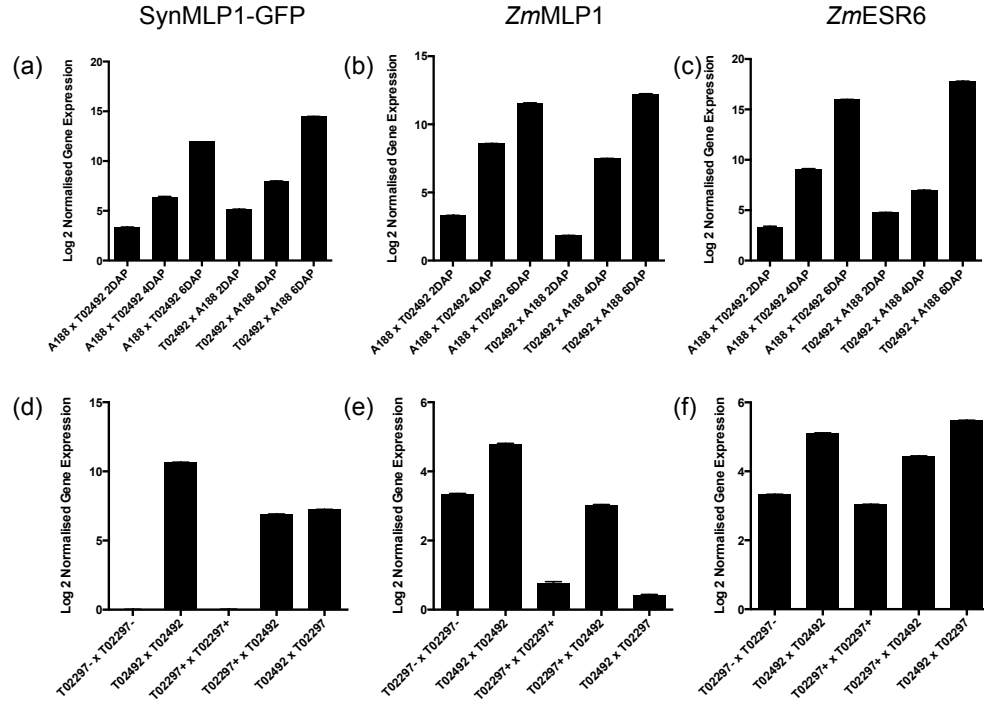 SynMLP1-GFP
ZmMLP1
ZmESR6
(a)
Log 2 Normalised Gene Expression
20
15
10
5
0
A188 x T02492 2DAP
A188 x T02492 4DAP
A188 x T02492 6DAP
T02492 x A188 2DAP
T02492 x A188 4DAP
T02492 x A188 6DAP
(b)
Log 2 Normalised Gene Expression
15
10
5
0
A188 x T02492 2DAP
A188 x T02492 4DAP
A188 x T02492 6DAP
T02492 x A188 2DAP
T02492 x A188 4DAP
T02492 x A188 6DAP
(c)
Log 2 Normalised Gene Expression
20
15
10
5
0
A188 x T02492 2DAP
A188 x T02492 4DAP
A188 x T02492 6DAP
T02492 x A188 2DAP
T02492 x A188 4DAP
T02492 x A188 6DAP
(d)
Log 2 Normalised Gene Expression
15
10
5
0
T02297- x T02297-
T02492 x T02492
T02297+ x T02297+
T02297+ x T02492
T02492 x T02297
(e)
Log 2 Normalised Gene Expression
6
4
2
0
T02297- x T02297-
T02492 x T02492
T02297+ x T02297+
T02297+ x T02492
T02492 x T02297
(f)
Log 2 Normalised Gene Expression
6
4
2
0
T02297- x T02297-
T02492 x T02492
T02297+ x T02297+
T02297+ x T02492
T02492 x T02297